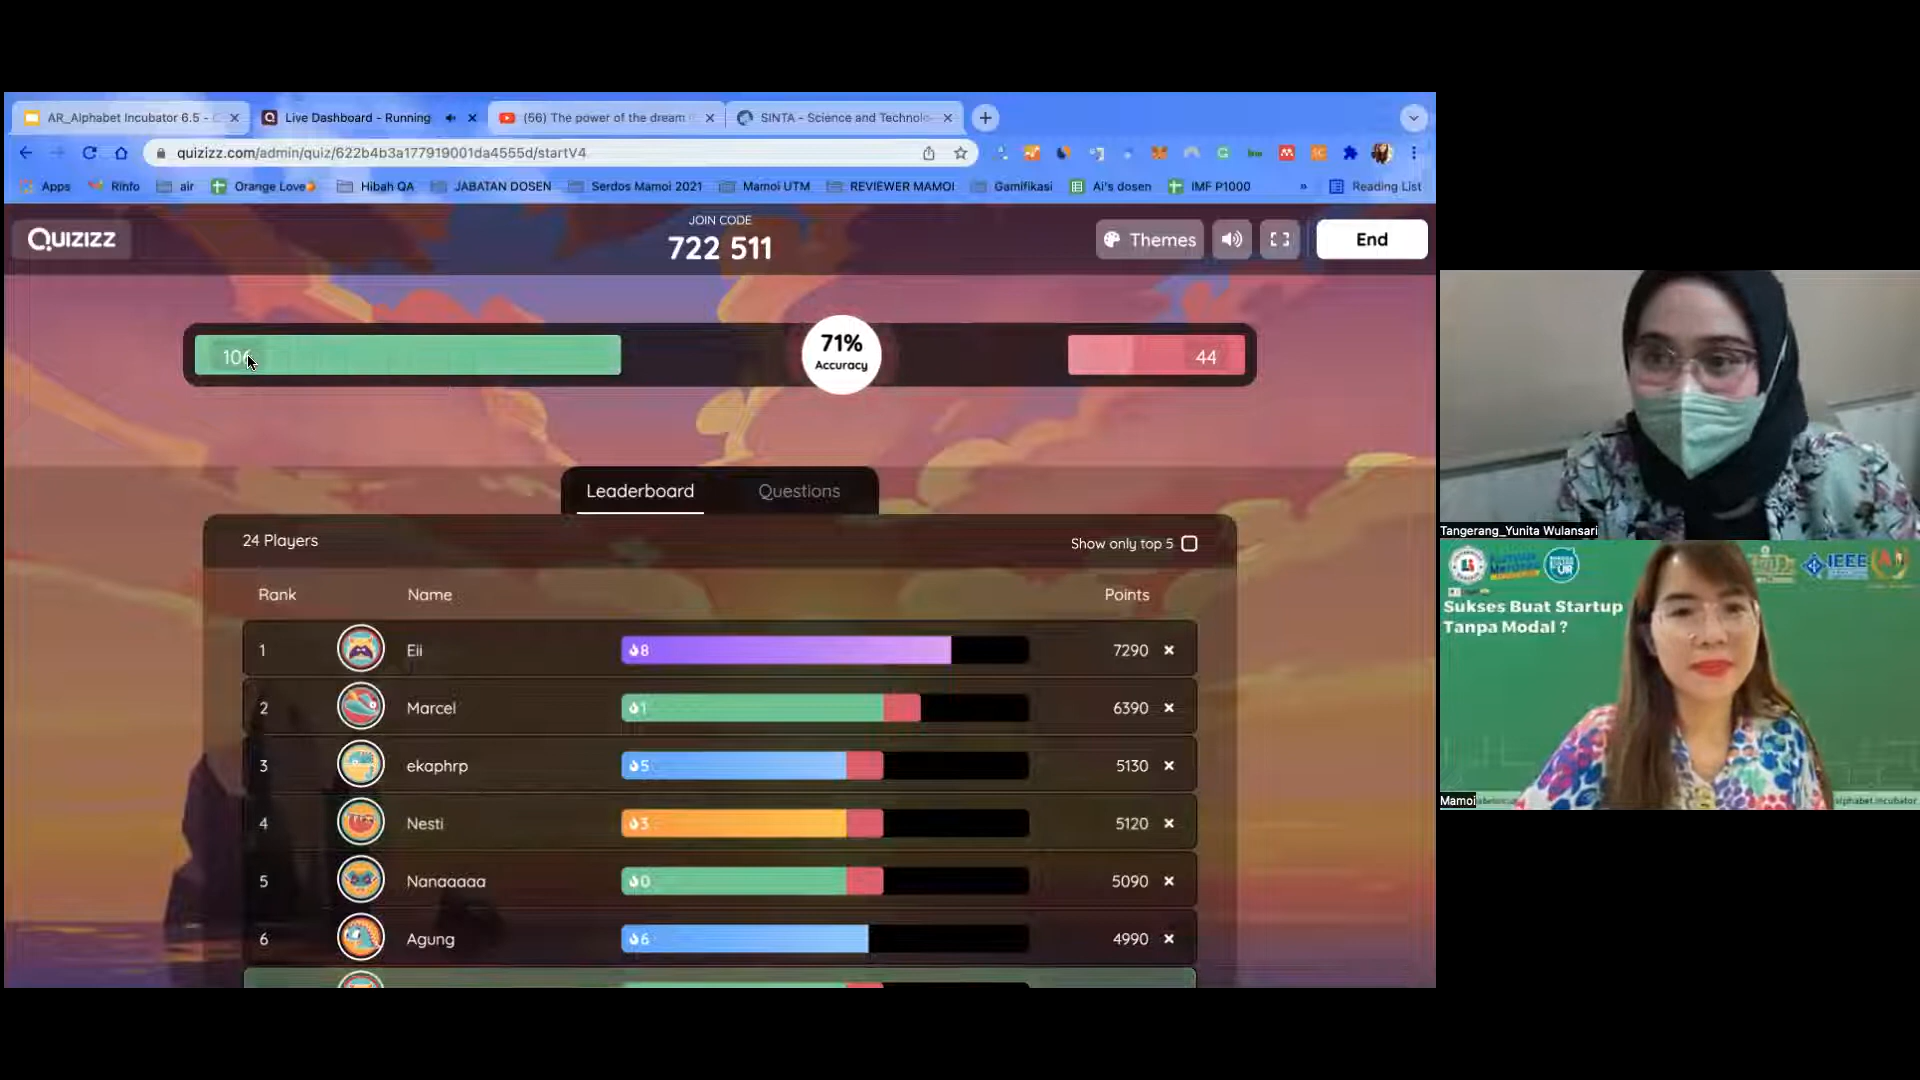 AR_Alphabet Incubator 6.5 -
Live Dashboard - Running
(56) The power of the dream
SINTA - Science and Technolo
quizizz.com/admin/quiz/622b4b3a177919001da4555d/startV4
Apps
Rinfo
air
Orange Love
Hibah QA
JABATAN DOSEN
Serdos Mamoi 2021
Mamoi UTM
REVIEWER MAMOI
Gamifikasi
Ai's dosen
IMF P1000
»
Reading List
Quizizz
JOIN CODE
722 511
Themes
End
106
71%
Accuracy
44
Leaderboard
Questions
24 Players
Show only top 5
Rank Name Points
1 Eii 8 7290
2 Marcel 1 6390
3 ekaphrp 5 5130
4 Nesti 3 5120
5 Nanaaaaa 0 5090
6 Agung 6 4990
Tangerang_Yunita Wulansari
IEEE
Sukses Buat Startup
Tanpa Modal ?
Mamoi
alphabet.incubator